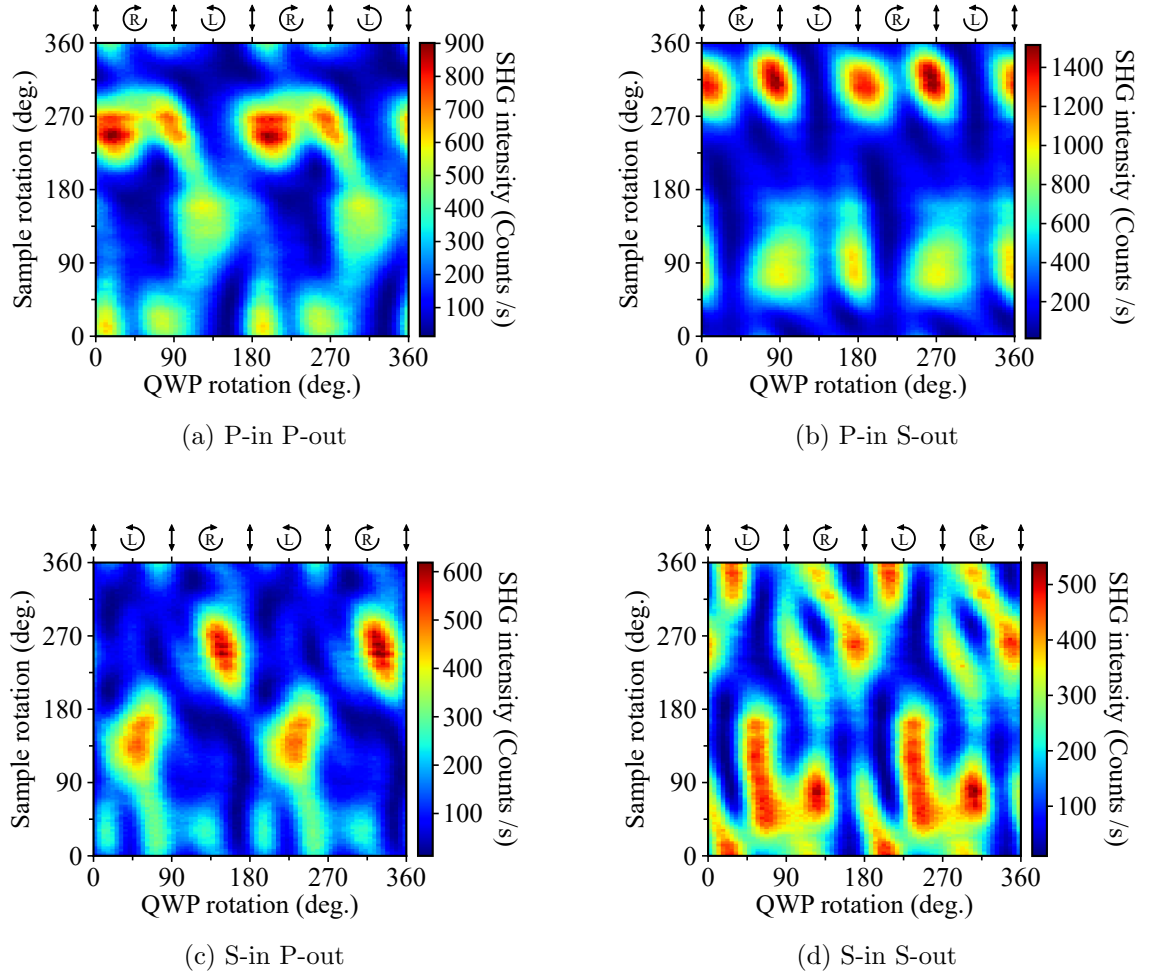 R L R L
360
270
180
90
0
0 90 180 270 360
Sample rotation (deg.)
QWP rotation (deg.)
900
800
700
600
500
400
300
200
100
SHG intensity (Counts /s)
(a) P-in P-out
R L R L
360
270
180
90
0
0 90 180 270 360
Sample rotation (deg.)
QWP rotation (deg.)
1400
1200
1000
800
600
400
200
SHG intensity (Counts /s)
(b) P-in S-out
L R L R
360
270
180
90
0
0 90 180 270 360
Sample rotation (deg.)
QWP rotation (deg.)
600
500
400
300
200
100
SHG intensity (Counts /s)
(c) S-in P-out
L R L R
360
270
180
90
0
0 90 180 270 360
Sample rotation (deg.)
QWP rotation (deg.)
500
400
300
200
100
SHG intensity (Counts /s)
(d) S-in S-out